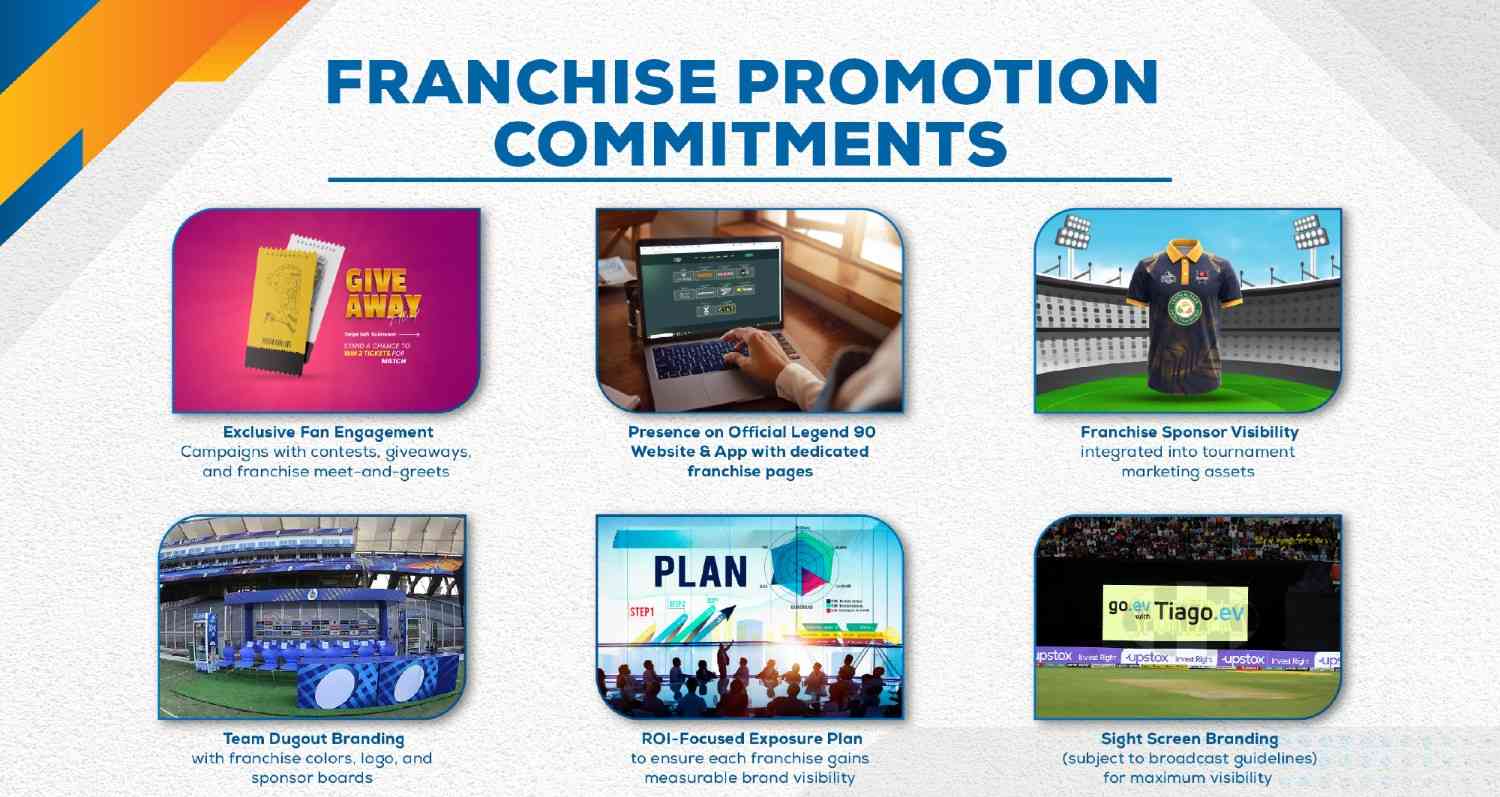 FRANCHISE PROMOTION
COMMITMENTS
GIVE
AWAY
STAND A CHANCE TO
WIN 2 TICKETS FOR
MATCH
Exclusive Fan Engagement
Campaigns with contests, giveaways,
and franchise meet-and-greets
Presence on Official Legend 90
Website & App with dedicated
franchise pages
Franchise Sponsor Visibility
integrated into tournament
marketing assets
PLAN
STEP1
STEP2
go.ev with Tiago.ev
upstox Invest Right upstox Invest Right upstox Invest Right ups
Team Dugout Branding
with franchise colors, logo, and
sponsor boards
ROI-Focused Exposure Plan
to ensure each franchise gains
measurable brand visibility
Sight Screen Branding
(subject to broadcast guidelines)
for maximum visibility